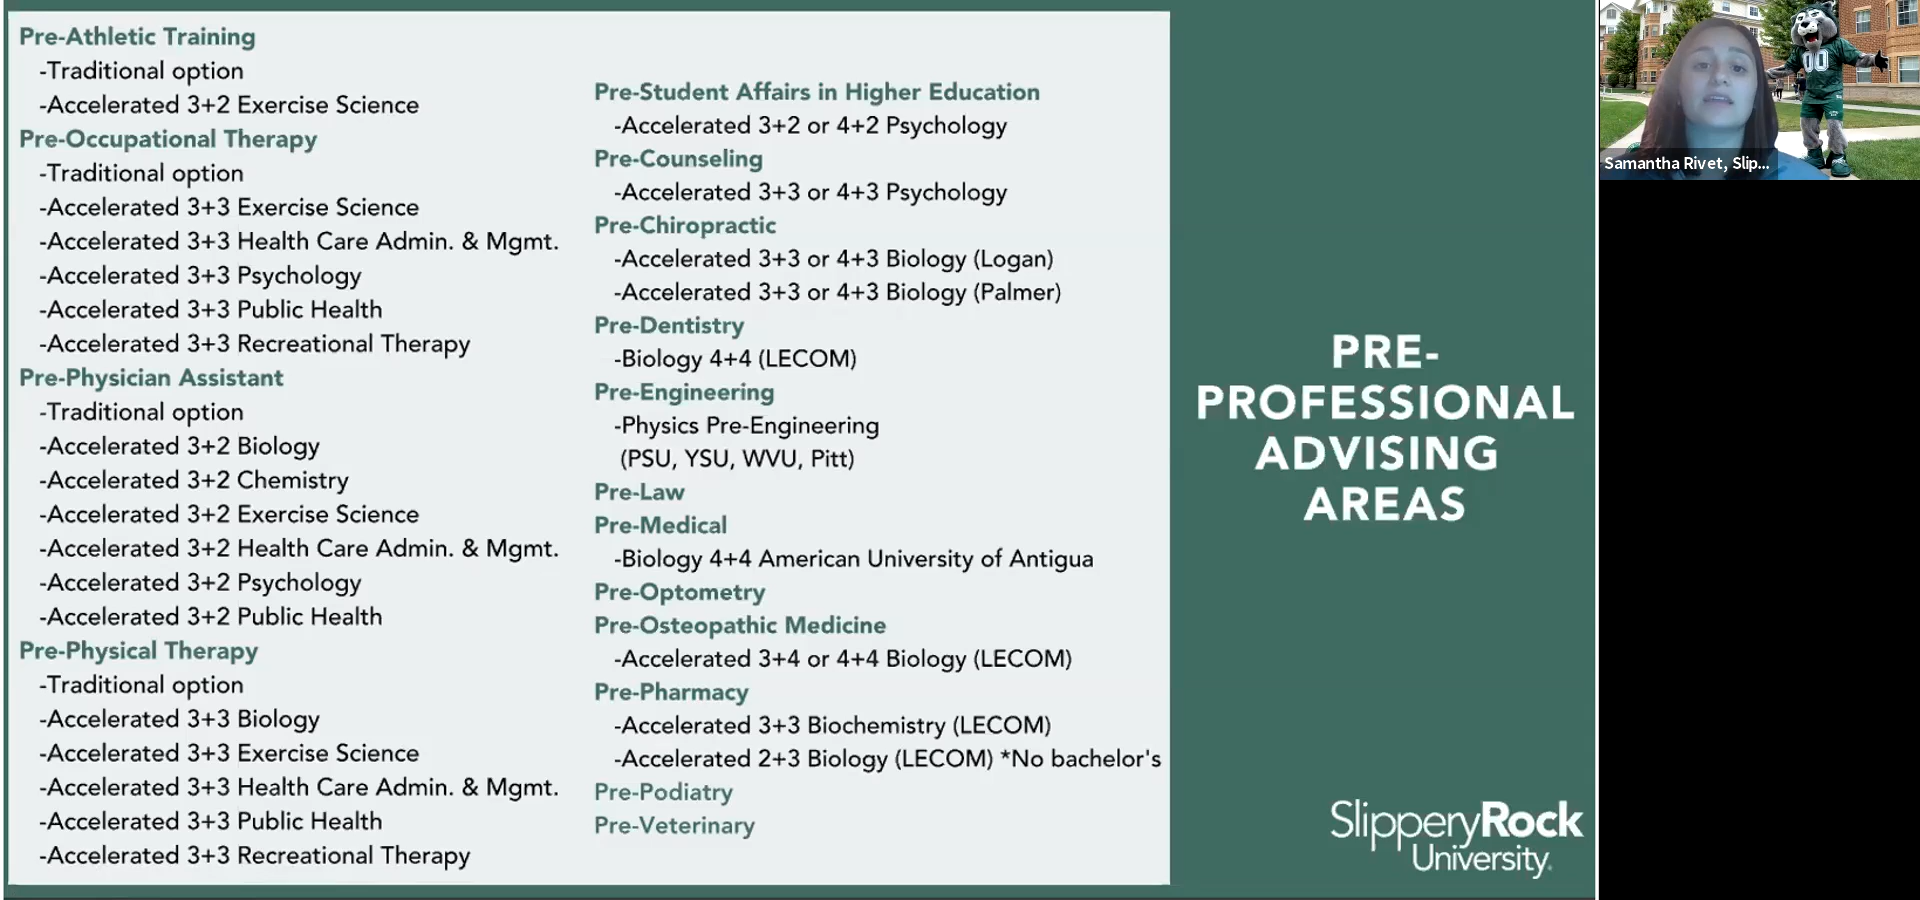 Pre-Athletic Training
-Traditional option
-Accelerated 3+2 Exercise Science
Pre-Occupational Therapy
-Traditional option
-Accelerated 3+3 Exercise Science
-Accelerated 3+3 Health Care Admin. & Mgmt.
-Accelerated 3+3 Psychology
-Accelerated 3+3 Public Health
-Accelerated 3+3 Recreational Therapy
Pre-Physician Assistant
-Traditional option
-Accelerated 3+2 Biology
-Accelerated 3+2 Chemistry
-Accelerated 3+2 Exercise Science
-Accelerated 3+2 Health Care Admin. & Mgmt.
-Accelerated 3+2 Psychology
-Accelerated 3+2 Public Health
Pre-Physical Therapy
-Traditional option
-Accelerated 3+3 Biology
-Accelerated 3+3 Exercise Science
-Accelerated 3+3 Health Care Admin. & Mgmt.
-Accelerated 3+3 Public Health
-Accelerated 3+3 Recreational Therapy
Pre-Student Affairs in Higher Education
-Accelerated 3+2 or 4+2 Psychology
Pre-Counseling
-Accelerated 3+3 or 4+3 Psychology
Pre-Chiropractic
-Accelerated 3+3 or 4+3 Biology (Logan)
-Accelerated 3+3 or 4+3 Biology (Palmer)
Pre-Dentistry
-Biology 4+4 (LECOM)
Pre-Engineering
-Physics Pre-Engineering
(PSU, YSU, WVU, Pitt)
Pre-Law
Pre-Medical
-Biology 4+4 American University of Antigua
Pre-Optometry
Pre-Osteopathic Medicine
-Accelerated 3+4 or 4+4 Biology (LECOM)
Pre-Pharmacy
-Accelerated 3+3 Biochemistry (LECOM)
-Accelerated 2+3 Biology (LECOM) *No bachelor's
Pre-Podiatry
Pre-Veterinary
PRE-
PROFESSIONAL
ADVISING
AREAS
SlipperyRock
University
00
Samantha Rivet, Slip...